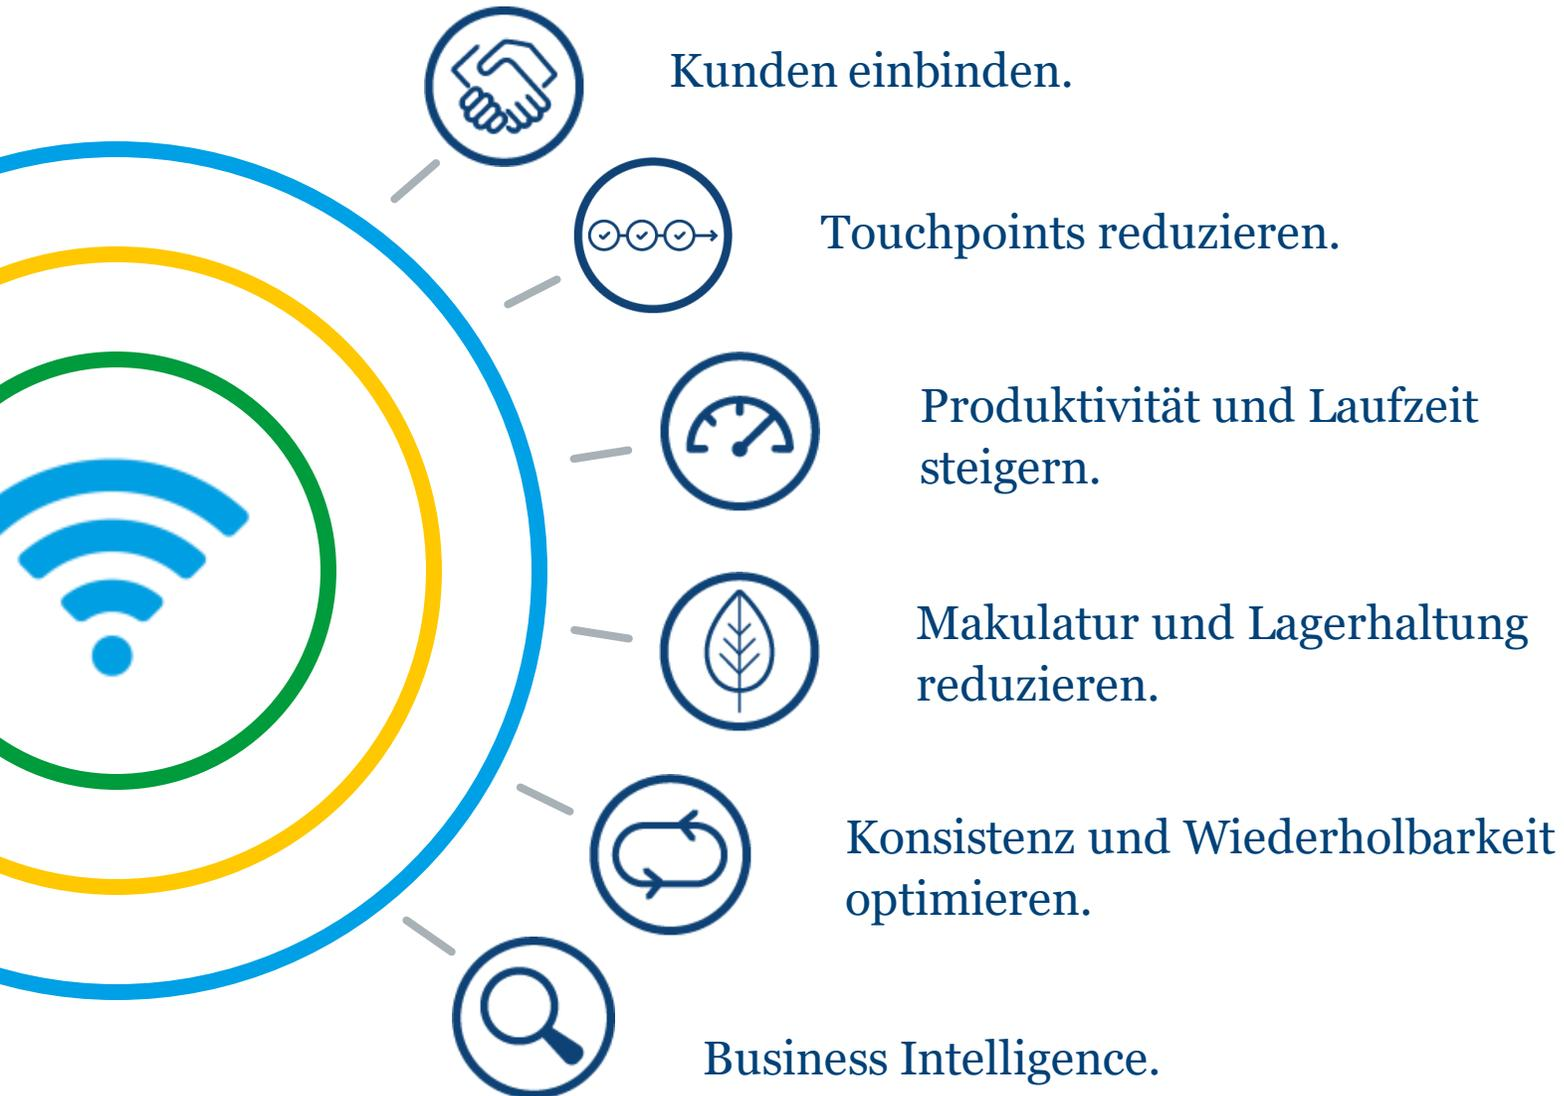 Kunden einbinden.
Touchpoints reduzieren.
Produktivität und Laufzeit
steigern.
Makulatur und Lagerhaltung
reduzieren.
Konsistenz und Wiederholbarkeit
optimieren.
Business Intelligence.